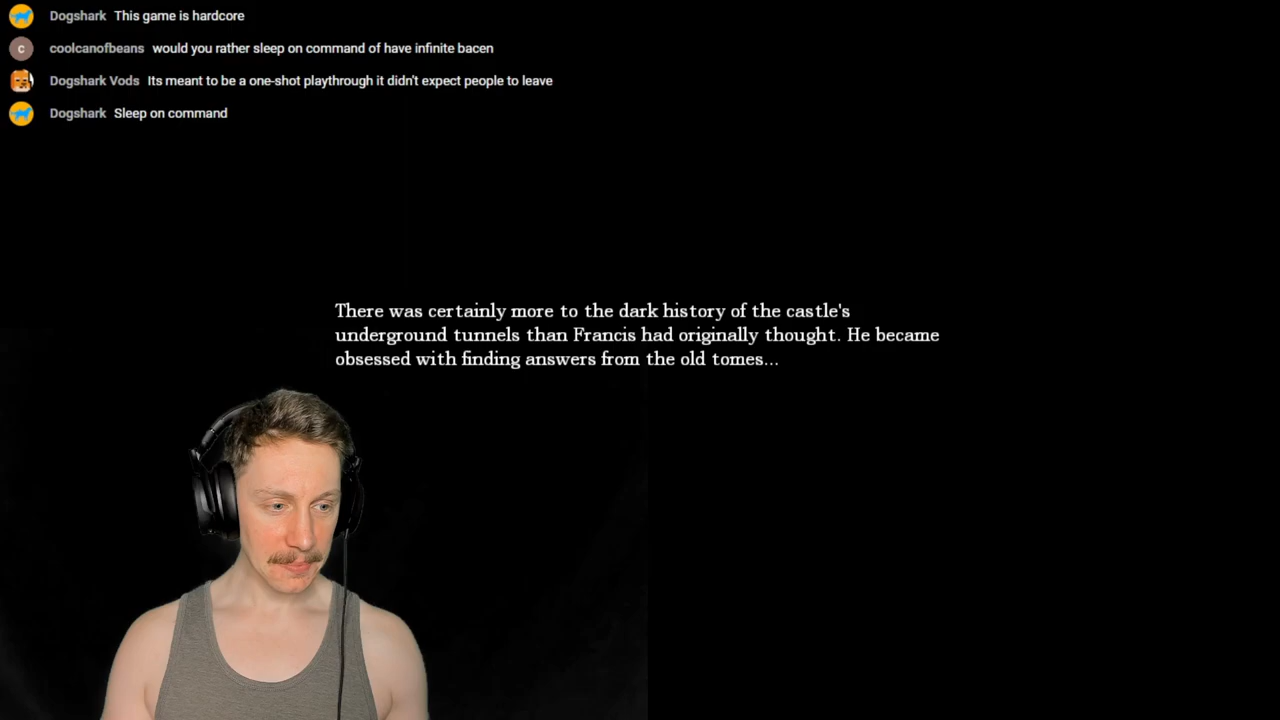 Dogshark This game is hardcore
c coolcanofbeans would you rather sleep on command of have infinite bacen
Dogshark Vods Its meant to be a one-shot playthrough it didn't expect people to leave
Dogshark Sleep on command
There was certainly more to the dark history of the castle's
underground tunnels than Francis had originally thought. He became
obsessed with finding answers from the old tomes...